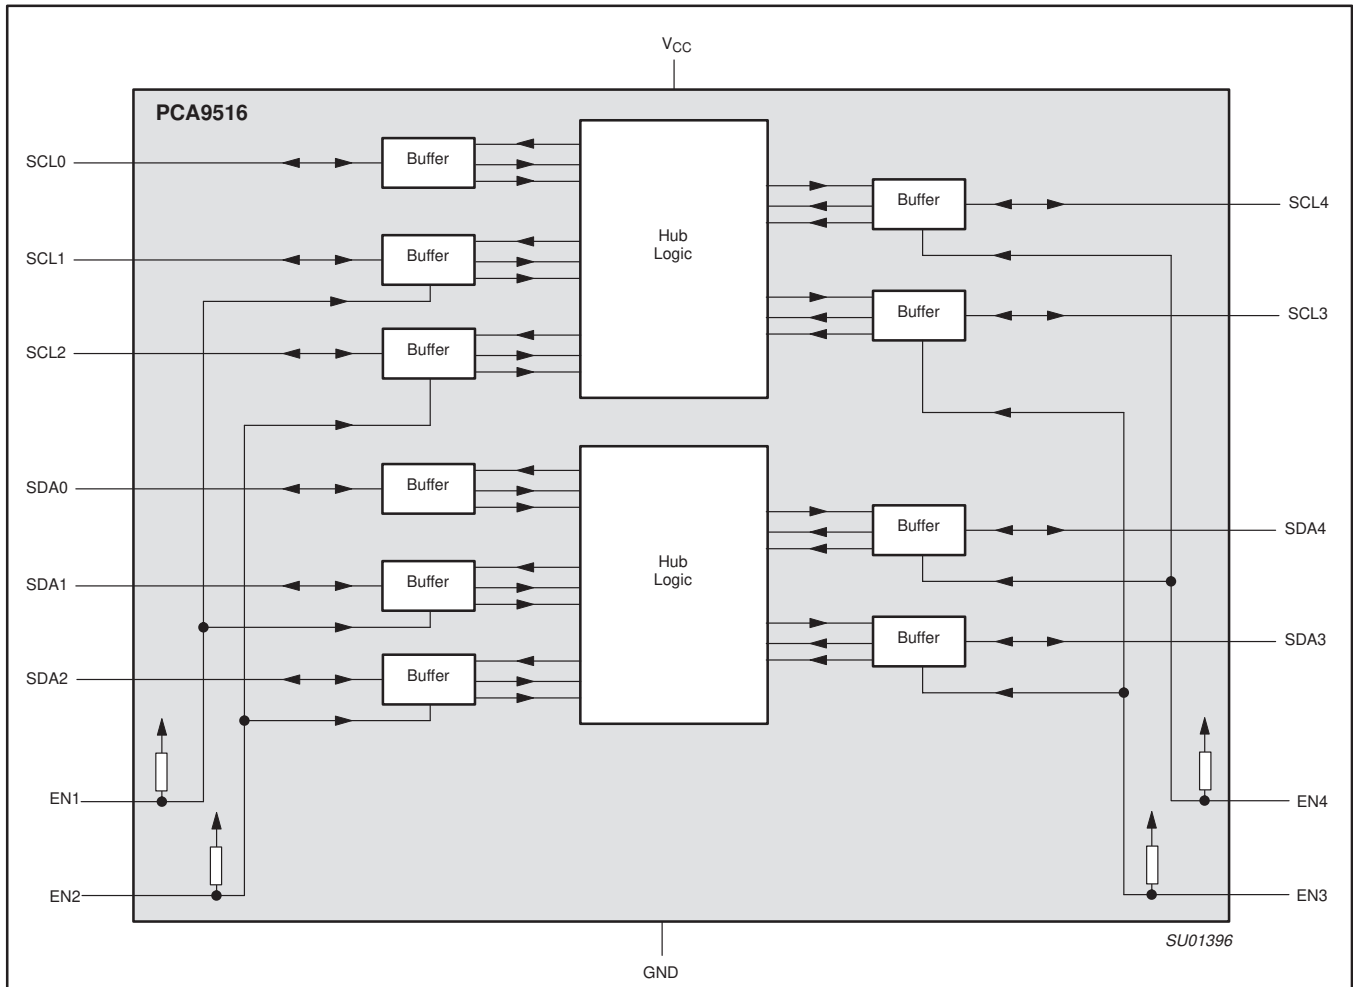 VCC
PCA9516
SCL0
Buffer
Buffer
SCL4
Hub
Logic
SCL1
Buffer
Buffer
SCL3
SCL2
Buffer
SDA0
Buffer
Buffer
SDA4
Hub
Logic
SDA1
Buffer
Buffer
SDA3
SDA2
Buffer
EN1
EN4
EN2
EN3
SU01396
GND